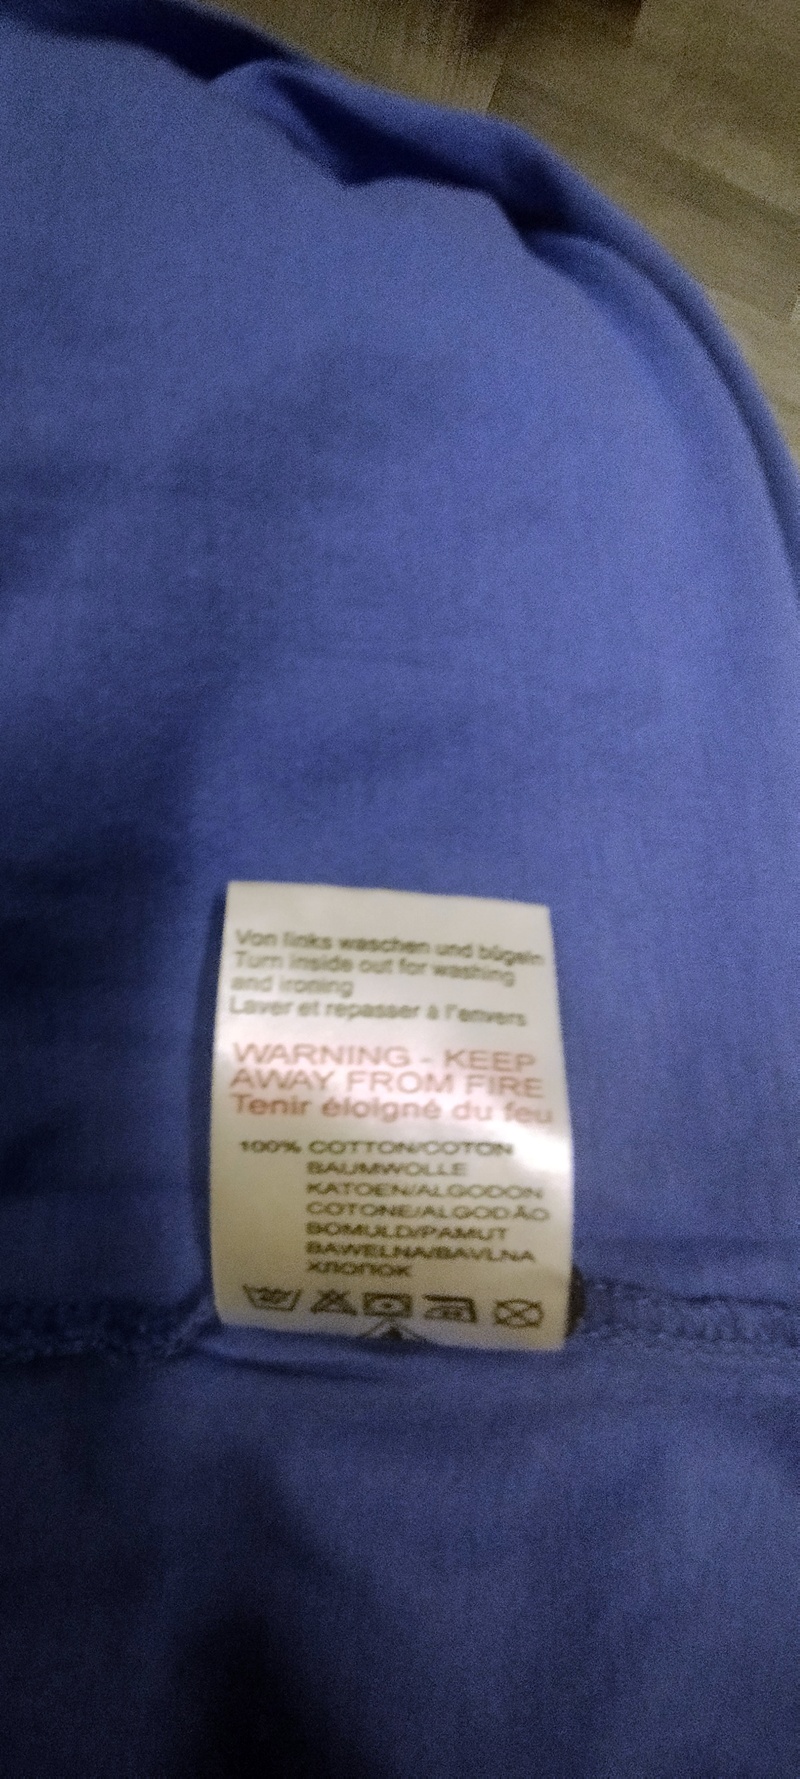 Von links waschen und bügeln
Turn inside out for washing
and ironing
Laver et repasser à l'envers
WARNING - KEEP
AWAY FROM FIRE
Tenir éloigné du feu
100% COTTON/COTON
BAUMWOLLE
KATOEN/ALGODON
COTONE/ALGODÃO
BOMULD/PAMUT
BAWELNA/BAVLNA
ХЛОПОК